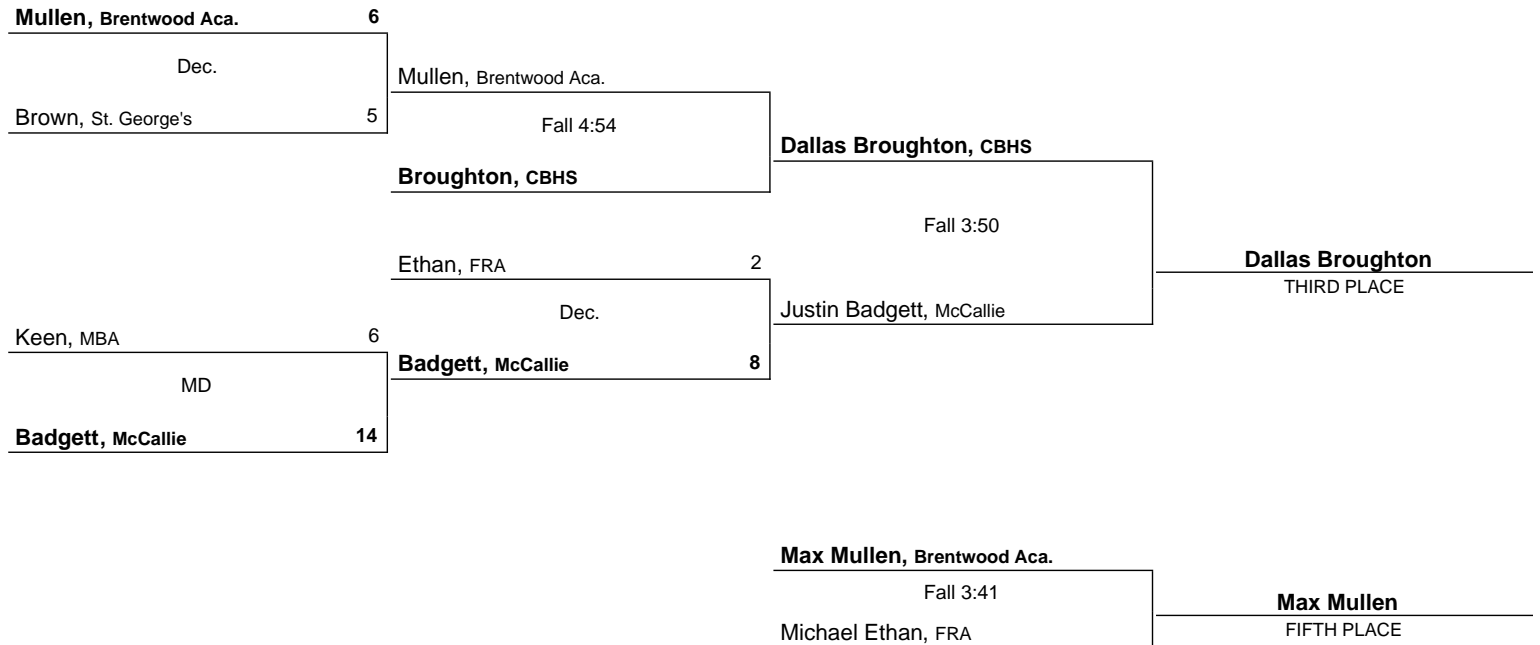 Mullen, Brentwood Aca. 6
Dec.
Brown, St. George's 5
Mullen, Brentwood Aca.
Fall 4:54
Broughton, CBHS
Dallas Broughton, CBHS
Fall 3:50
Justin Badgett, McCallie
Dallas Broughton
THIRD PLACE
Ethan, FRA 2
Dec.
Badgett, McCallie 8
Keen, MBA 6
MD
Badgett, McCallie 14
Max Mullen, Brentwood Aca.
Fall 3:41
Michael Ethan, FRA
Max Mullen
FIFTH PLACE